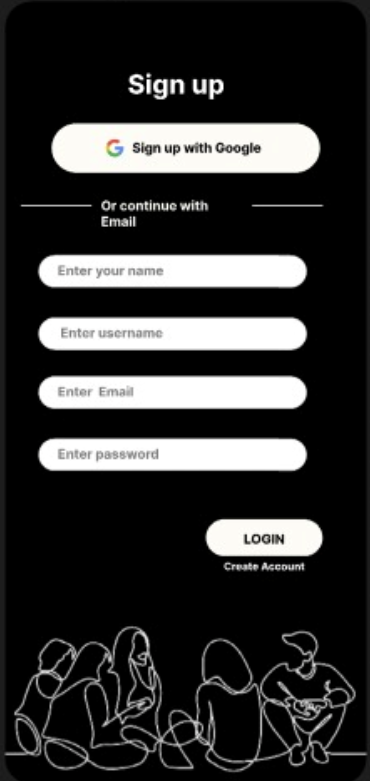 Sign up
Sign up with Google
Or continue with
Email
Enter your name
Enter username
Enter Email
Enter password
LOGIN
Create Account